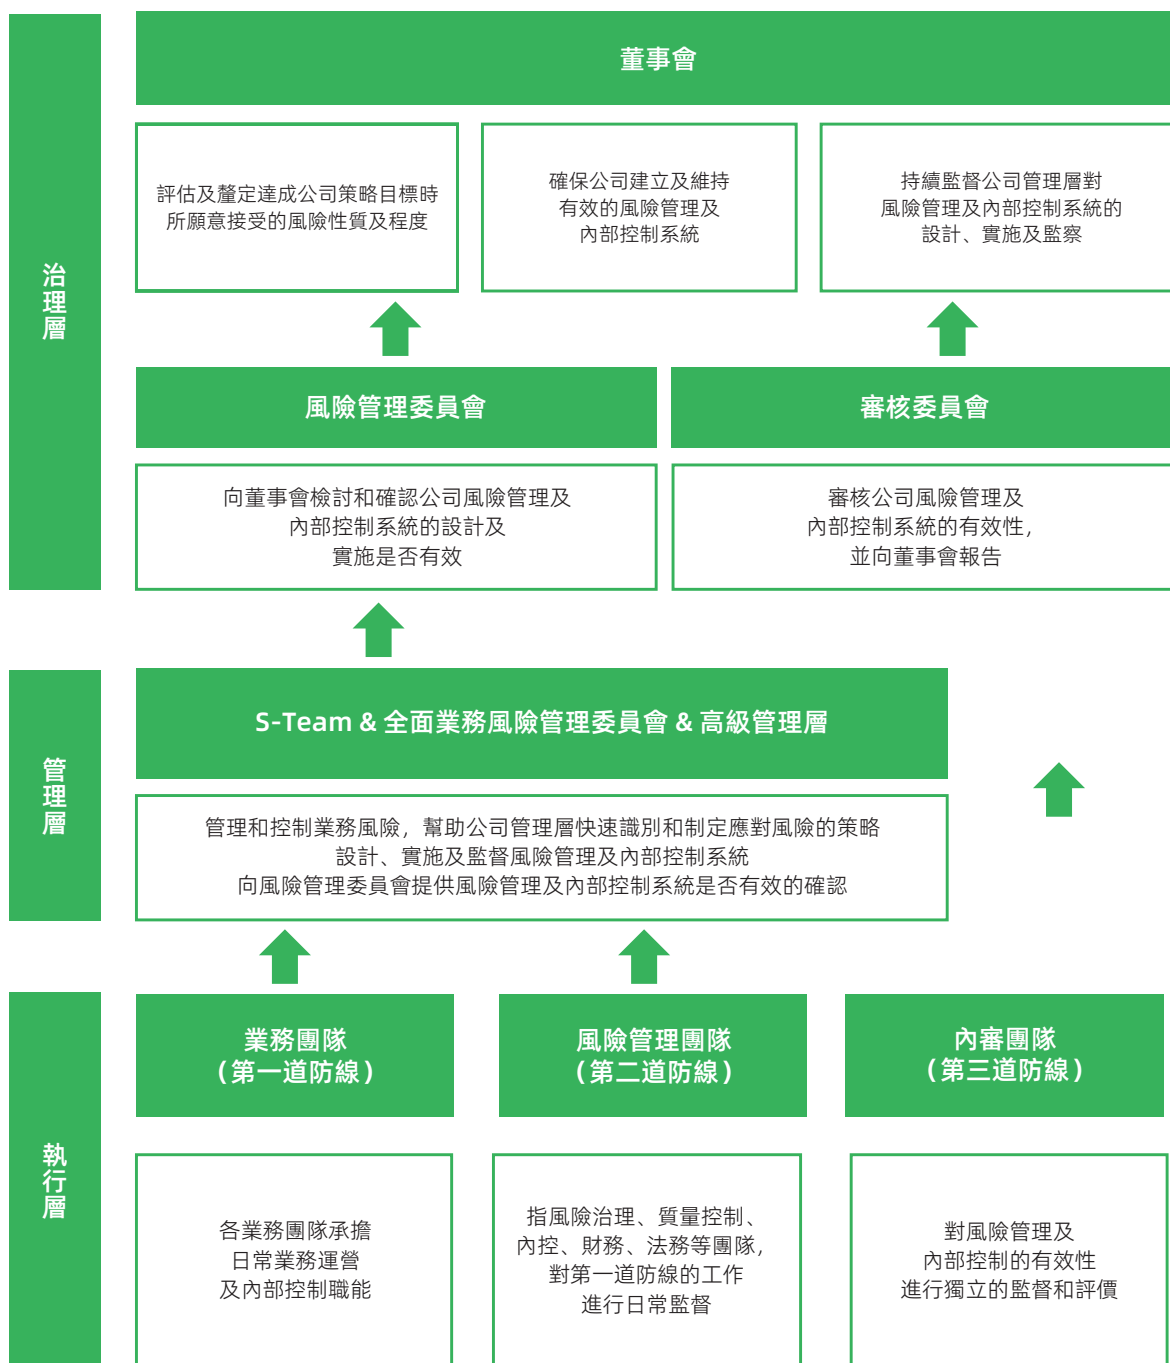 治理層
董事會
評估及釐定達成公司策略目標時
所願意接受的風險性質及程度
確保公司建立及維持
有效的風險管理及
內部控制系統
持續監督公司管理層對
風險管理及內部控制系統的
設計、實施及監察
風險管理委員會
向董事會檢討和確認公司風險管理及
內部控制系統的設計及
實施是否有效
審核委員會
審核公司風險管理及
內部控制系統的有效性，
並向董事會報告
管理層
S-Team & 全面業務風險管理委員會 & 高級管理層
管理和控制業務風險，幫助公司管理層快速識別和制定應對風險的策略
設計、實施及監督風險管理及內部控制系統
向風險管理委員會提供風險管理及內部控制系統是否有效的確認
執行層
業務團隊
（第一道防線）
各業務團隊承擔
日常業務運營
及內部控制職能
風險管理團隊
（第二道防線）
指風險治理、質量控制、
內控、財務、法務等團隊，
對第一道防線的工作
進行日常監督
內審團隊
（第三道防線）
對風險管理及
內部控制的有效性
進行獨立的監督和評價